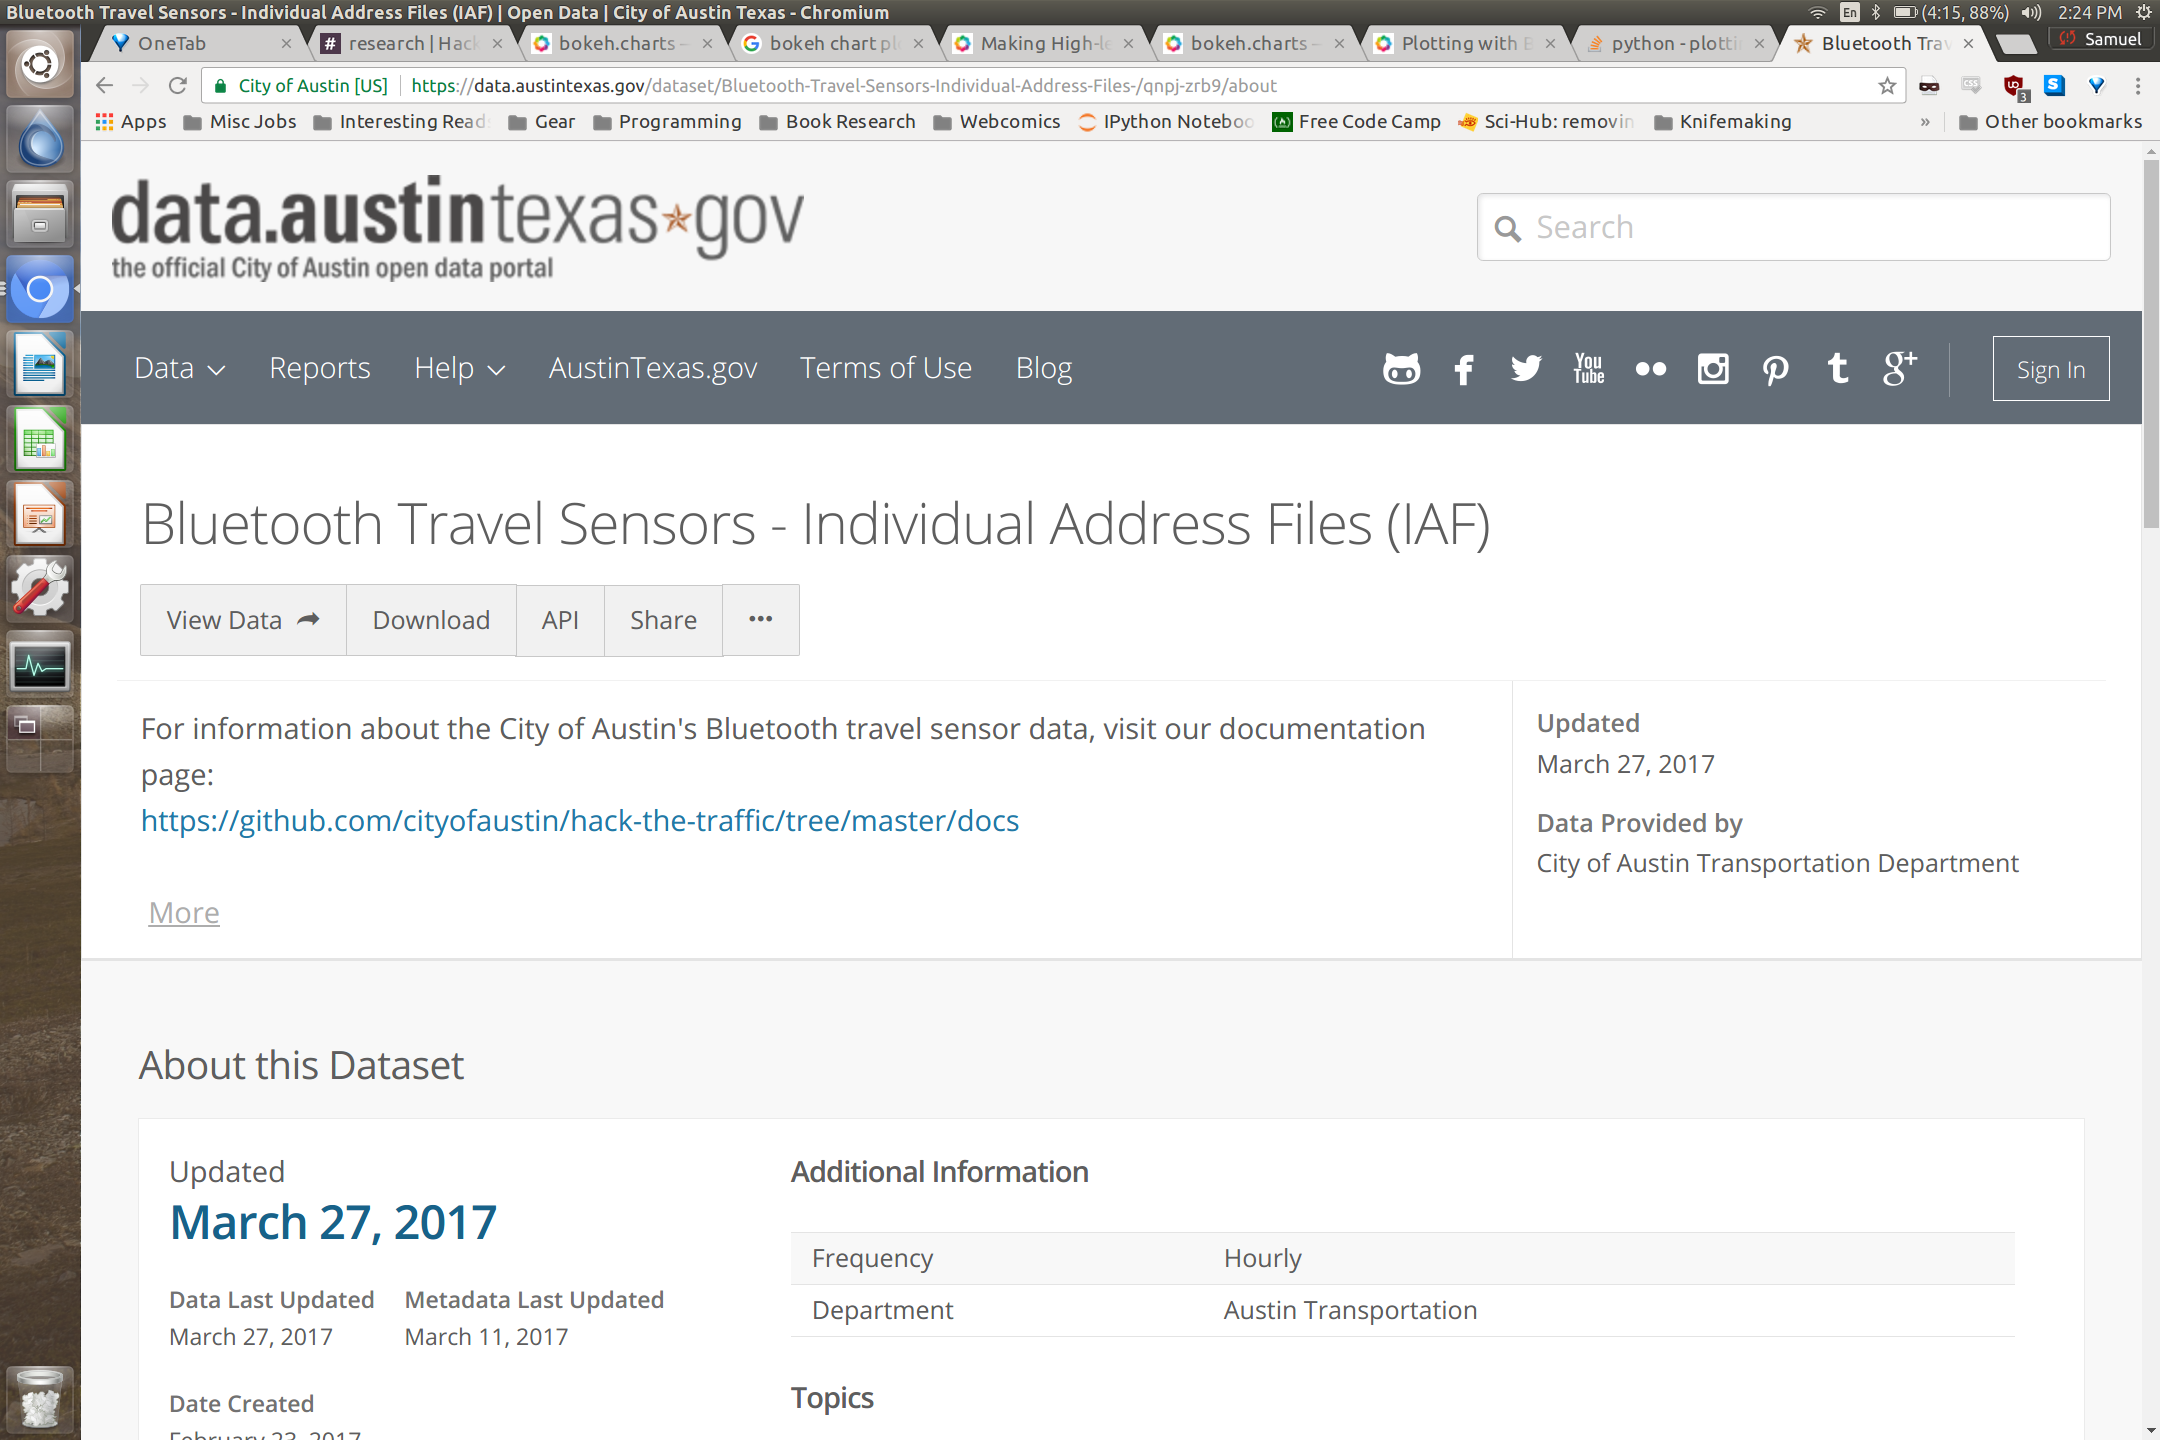 Bluetooth Travel Sensors - Individual Address Files (IAF) | Open Data | City of Austin Texas - Chromium
En
(4:15, 88%)
2:24 PM
OneTab
research | Hac
bokeh.charts
bokeh chart pl
Making High-le
bokeh.charts
Plotting with B
python - plotti
Bluetooth Trav
Samuel
City of Austin [US]
https://data.austintexas.gov/dataset/Bluetooth-Travel-Sensors-Individual-Address-Files-/qnpj-zrb9/about
3
Apps
Misc Jobs
Interesting Read
Gear
Programming
Book Research
Webcomics
IPython Noteboo
Free Code Camp
Sci-Hub: removin
Knifemaking
»
Other bookmarks
data.austintexas.gov
the official City of Austin open data portal
Search
Data
Reports
Help
AustinTexas.gov
Terms of Use
Blog
You Tube
Sign In
Bluetooth Travel Sensors - Individual Address Files (IAF)
View Data
Download
API
Share
•••
For information about the City of Austin's Bluetooth travel sensor data, visit our documentation
page:
https://github.com/cityofaustin/hack-the-traffic/tree/master/docs
More
Updated
March 27, 2017
Data Provided by
City of Austin Transportation Department
About this Dataset
Updated
March 27, 2017
Data Last Updated
March 27, 2017
Metadata Last Updated
March 11, 2017
Date Created
February 23, 2017
Additional Information
Frequency Hourly
Department Austin Transportation
Topics